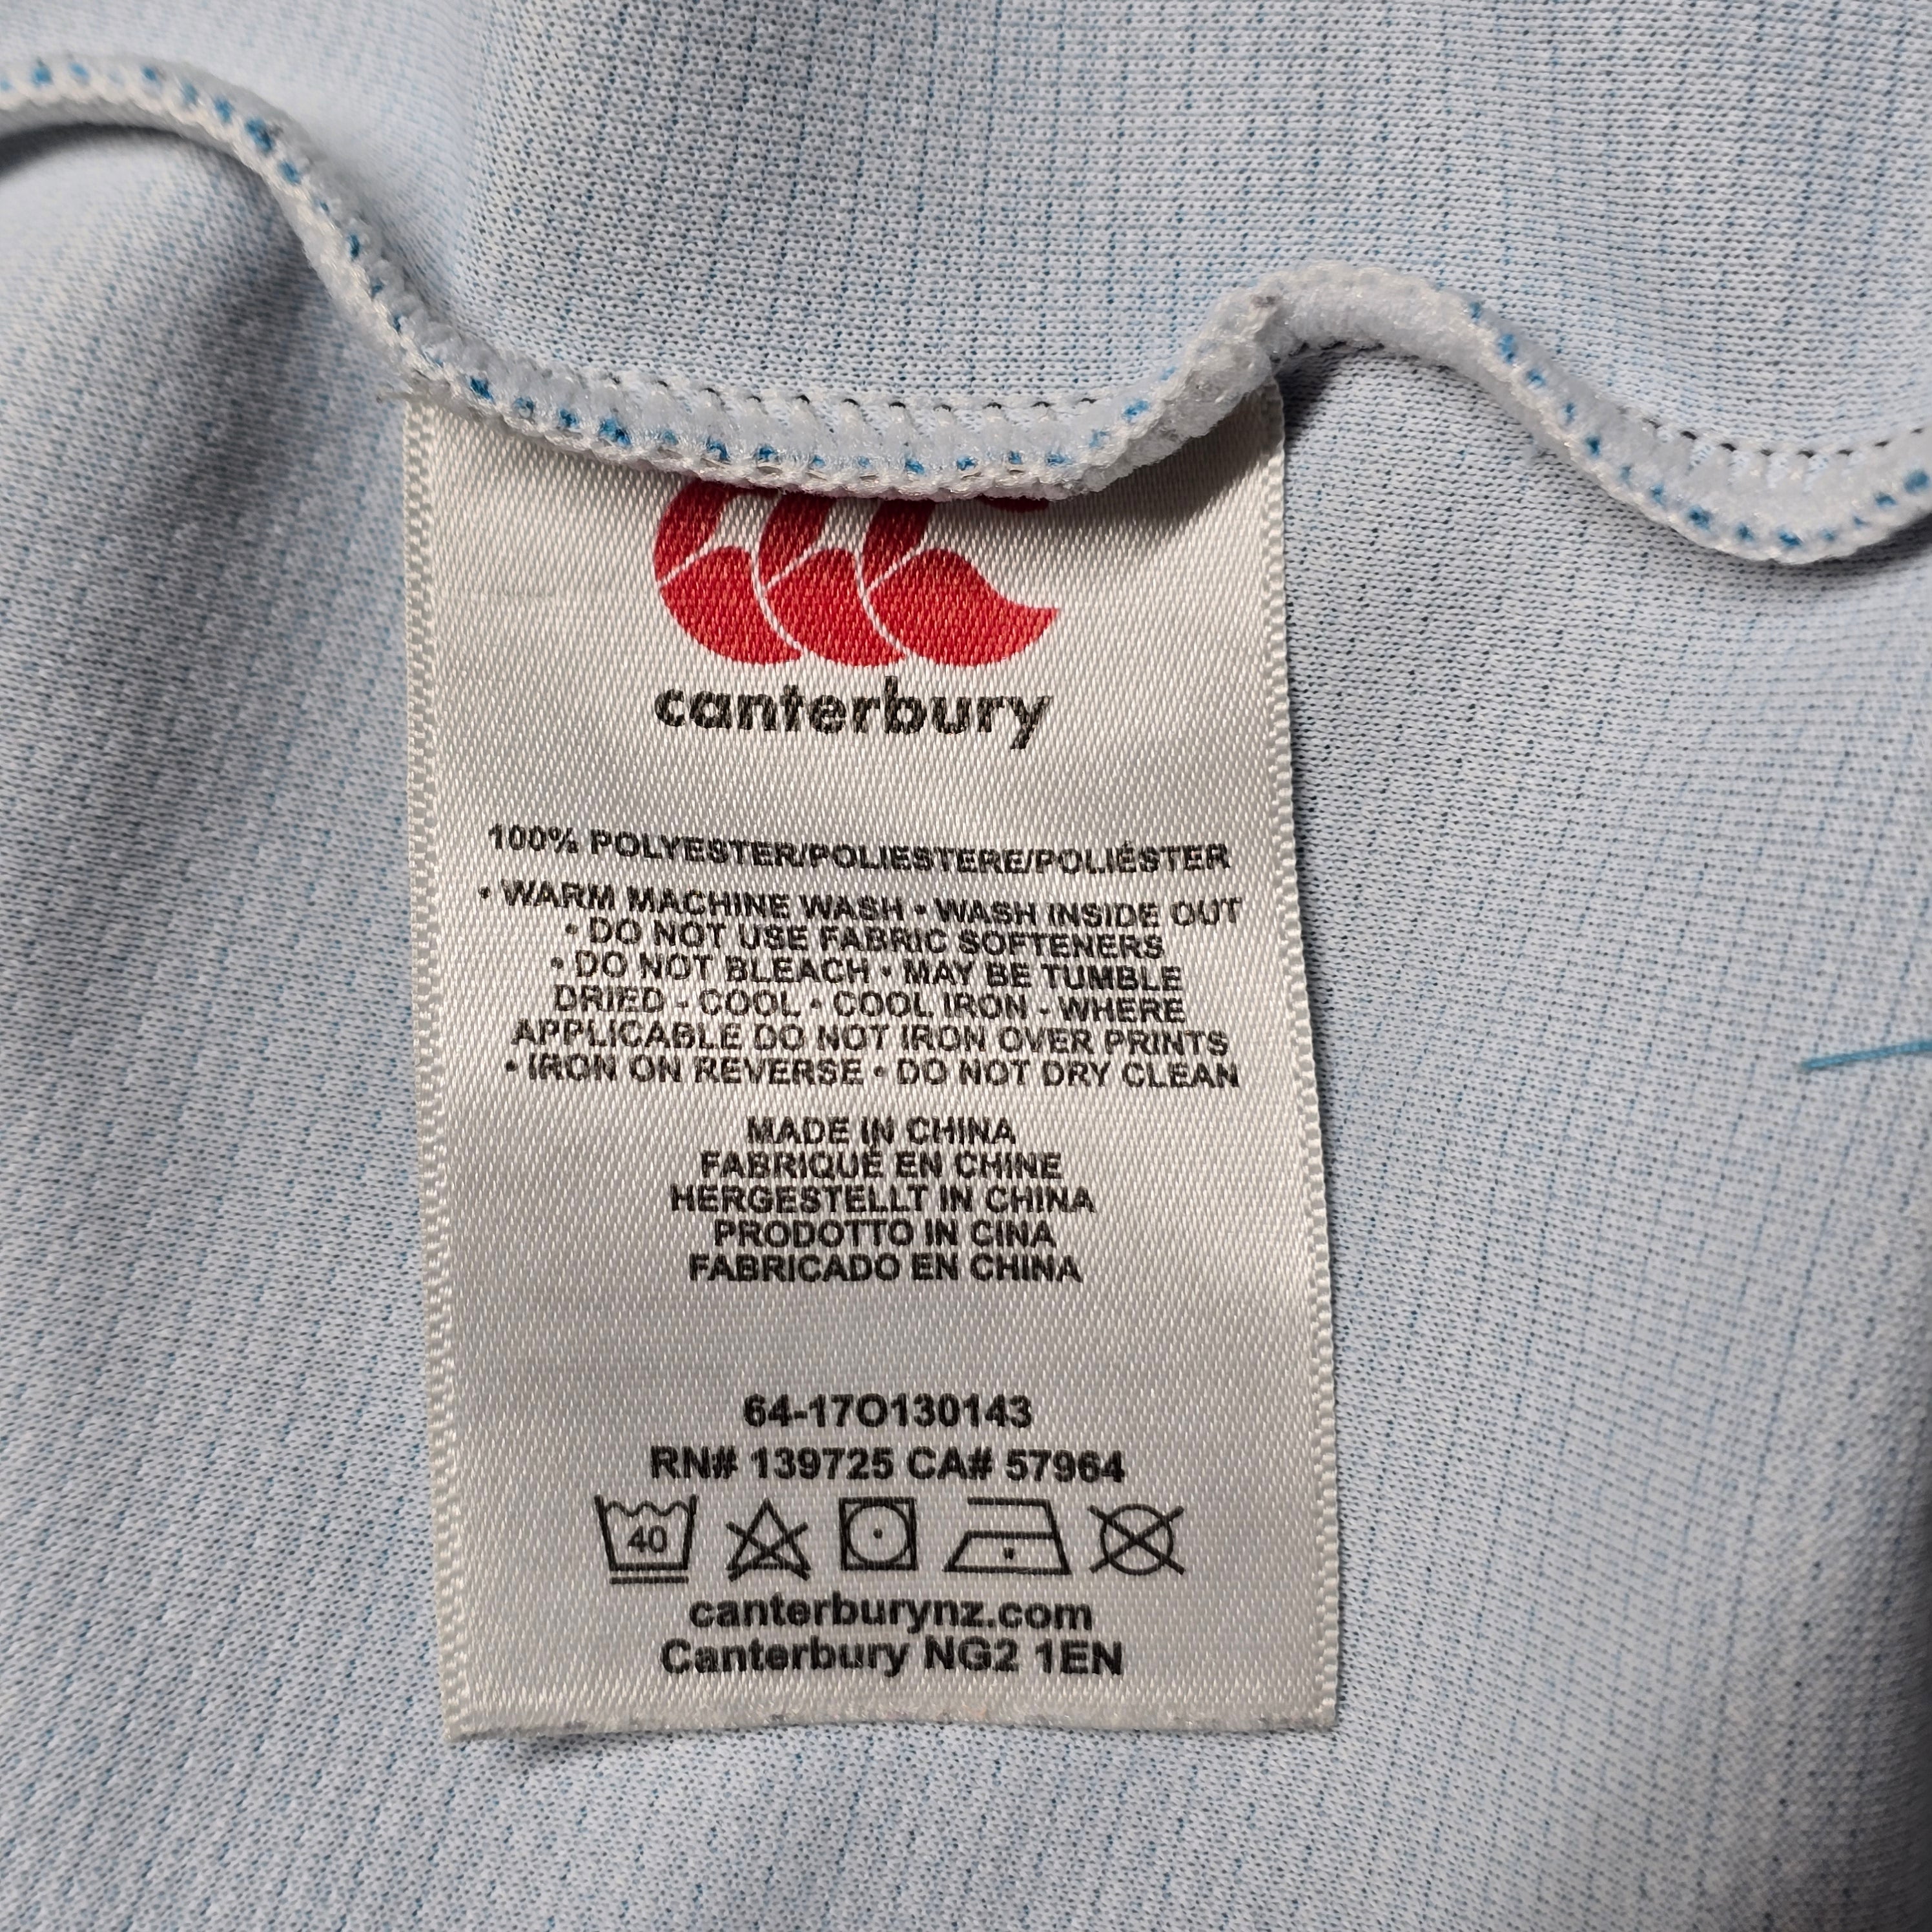 canterbury
100% POLYESTER/POLIESTERE/POLIÉSTER
• WARM MACHINE WASH • WASH INSIDE OUT
• DO NOT USE FABRIC SOFTENERS
• DO NOT BLEACH • MAY BE TUMBLE
DRIED - COOL • COOL IRON - WHERE
APPLICABLE DO NOT IRON OVER PRINTS
• IRON ON REVERSE • DO NOT DRY CLEAN
MADE IN CHINA
FABRIQUÉ EN CHINE
HERGESTELLT IN CHINA
PRODOTTO IN CINA
FABRICADO EN CHINA
64-17O130143
RN# 139725 CA# 57964
40
canterburynz.com
Canterbury NG2 1EN